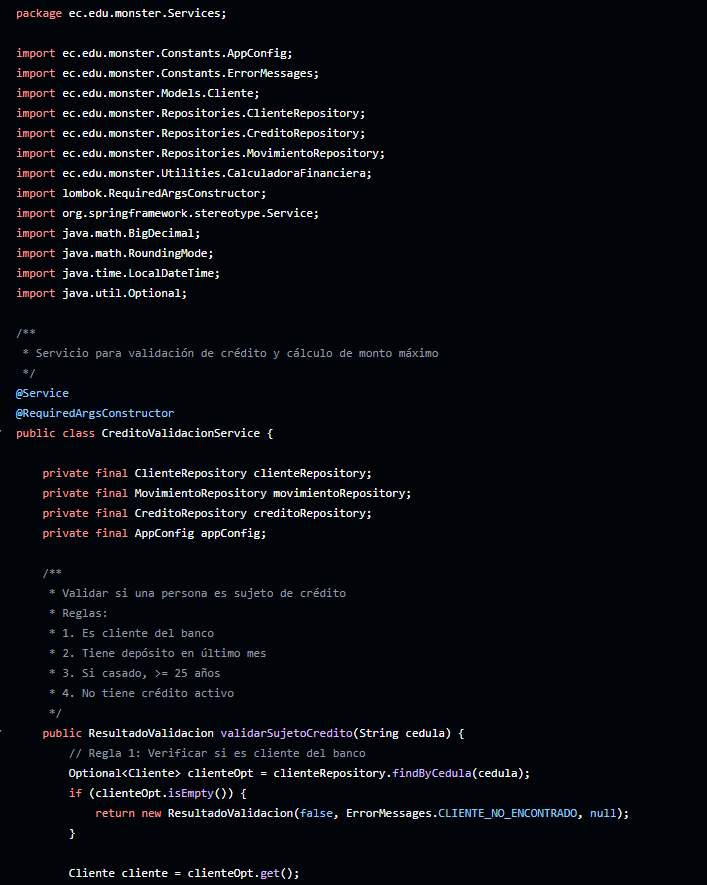 package ec.edu.monster.Services;
import ec.edu.monster.Constants.AppConfig;
import ec.edu.monster.Constants.ErrorMessages;
import ec.edu.monster.Models.Cliente;
import ec.edu.monster.Repositories.ClienteRepository;
import ec.edu.monster.Repositories.CreditoRepository;
import ec.edu.monster.Repositories.MovimientoRepository;
import ec.edu.monster.Utilities.CalculadoraFinanciera;
import lombok.RequiredArgsConstructor;
import org.springframework.stereotype.Service;
import java.math.BigDecimal;
import java.math.RoundingMode;
import java.time.LocalDateTime;
import java.util.Optional;
/**
 * Servicio para validación de crédito y cálculo de monto máximo
 */
@Service
@RequiredArgsConstructor
public class CreditoValidacionService {
    private final ClienteRepository clienteRepository;
    private final MovimientoRepository movimientoRepository;
    private final CreditoRepository creditoRepository;
    private final AppConfig appConfig;
    /**
     * Validar si una persona es sujeto de crédito
     * Reglas:
     * 1. Es cliente del banco
     * 2. Tiene depósito en último mes
     * 3. Si casado, >= 25 años
     * 4. No tiene crédito activo
     */
    public ResultadoValidacion validarSujetoCredito(String cedula) {
        // Regla 1: Verificar si es cliente del banco
        Optional<Cliente> clienteOpt = clienteRepository.findByCedula(cedula);
        if (clienteOpt.isEmpty()) {
            return new ResultadoValidacion(false, ErrorMessages.CLIENTE_NO_ENCONTRADO, null);
        }
        Cliente cliente = clienteOpt.get();